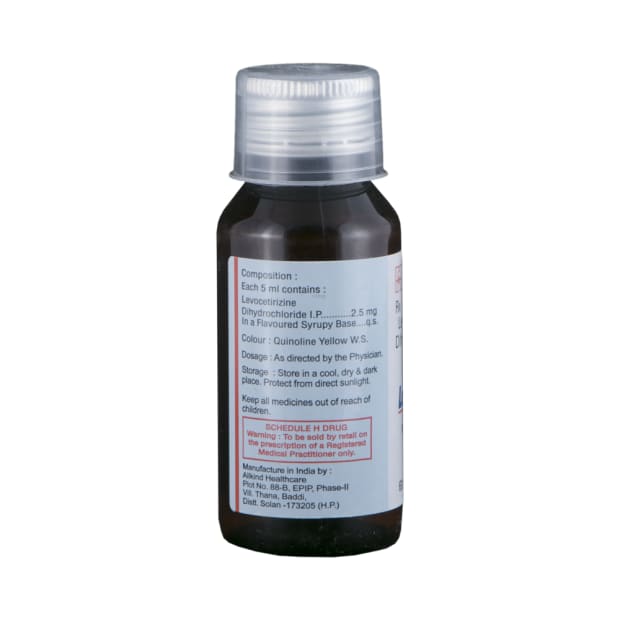 Composition :
Each 5 ml contains :
Levocetirizine
Dihydrochloride I.P...........2.5 mg
In a Flavoured Syrupy Base....q.s.
Colour : Quinoline Yellow W.S.
Dosage : As directed by the Physician.
Storage : Store in a cool, dry & dark
place. Protect from direct sunlight.
Keep all medicines out of reach of
children.
SCHEDULE H DRUG
Warning : To be sold by retail on
the prescription of a Registered
Medical Practitioner only.
Manufacture in India by :
Allkind Healthcare
Plot No. 88-B, EPIP, Phase-II
Vill. Thana, Baddi,
Distt. Solan -173205 (H.P.)